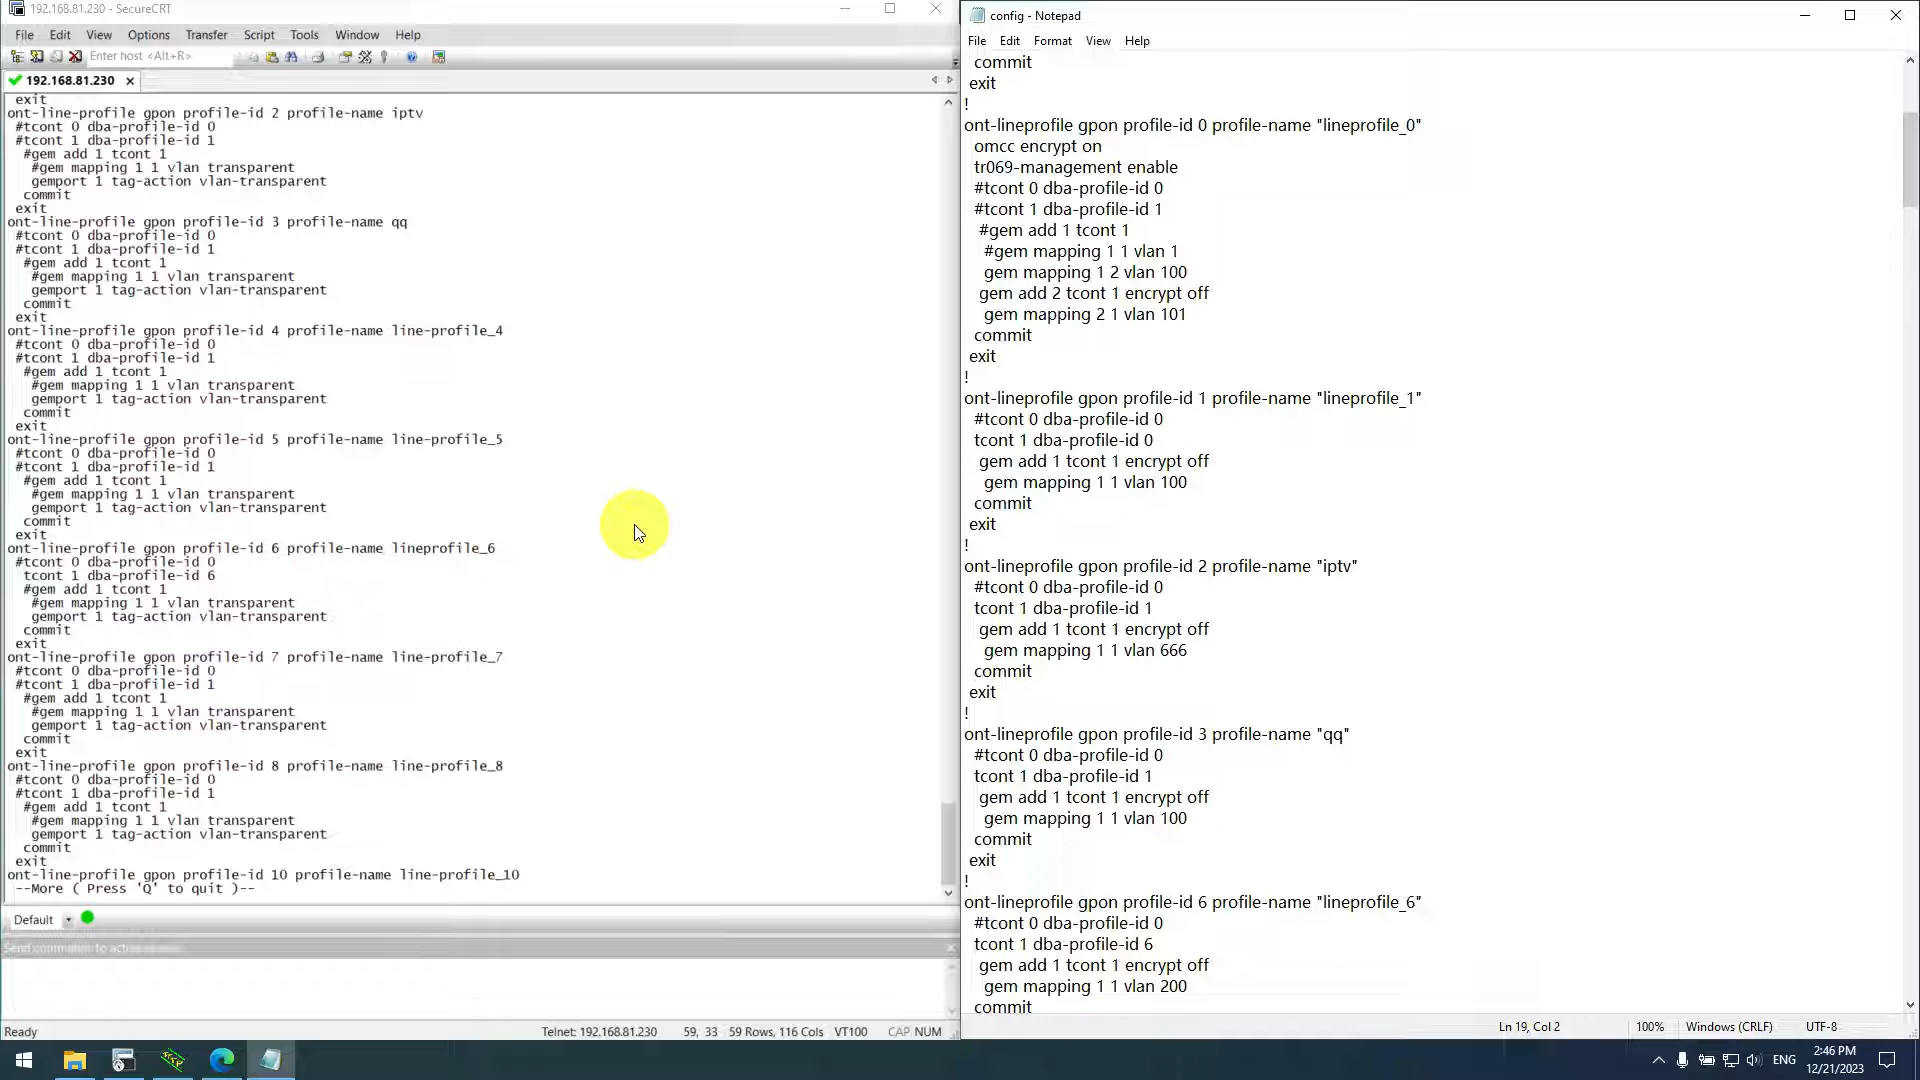 192.168.81.230 - SecureCRT
File Edit View Options Transfer Script Tools Window Help
Enter host <Alt+R>
192.168.81.230
exit
ont-line-profile gpon profile-id 2 profile-name iptv
#tcont 0 dba-profile-id 0
#tcont 1 dba-profile-id 1
#gem add 1 tcont 1
#gem mapping 1 1 vlan transparent
gemport 1 tag-action vlan-transparent
commit
exit
ont-line-profile gpon profile-id 3 profile-name qq
#tcont 0 dba-profile-id 0
#tcont 1 dba-profile-id 1
#gem add 1 tcont 1
#gem mapping 1 1 vlan transparent
gemport 1 tag-action vlan-transparent
commit
exit
ont-line-profile gpon profile-id 4 profile-name line-profile_4
#tcont 0 dba-profile-id 0
#tcont 1 dba-profile-id 1
#gem add 1 tcont 1
#gem mapping 1 1 vlan transparent
gemport 1 tag-action vlan-transparent
commit
exit
ont-line-profile gpon profile-id 5 profile-name line-profile_5
#tcont 0 dba-profile-id 0
#tcont 1 dba-profile-id 1
#gem add 1 tcont 1
#gem mapping 1 1 vlan transparent
gemport 1 tag-action vlan-transparent
commit
exit
ont-line-profile gpon profile-id 6 profile-name lineprofile_6
#tcont 0 dba-profile-id 0
tcont 1 dba-profile-id 6
#gem add 1 tcont 1
#gem mapping 1 1 vlan transparent
gemport 1 tag-action vlan-transparent
commit
exit
ont-line-profile gpon profile-id 7 profile-name line-profile_7
#tcont 0 dba-profile-id 0
#tcont 1 dba-profile-id 1
#gem add 1 tcont 1
#gem mapping 1 1 vlan transparent
gemport 1 tag-action vlan-transparent
commit
exit
ont-line-profile gpon profile-id 8 profile-name line-profile_8
#tcont 0 dba-profile-id 0
#tcont 1 dba-profile-id 1
#gem add 1 tcont 1
#gem mapping 1 1 vlan transparent
gemport 1 tag-action vlan-transparent
commit
exit
ont-line-profile gpon profile-id 10 profile-name line-profile_10
--More ( Press 'Q' to quit )--
Default
Send commands to active session
Ready Telnet: 192.168.81.230 59, 33 59 Rows, 116 Cols VT100 CAP NUM
config - Notepad
File Edit Format View Help
commit
exit
!
ont-lineprofile gpon profile-id 0 profile-name "lineprofile_0"
omcc encrypt on
tr069-management enable
#tcont 0 dba-profile-id 0
#tcont 1 dba-profile-id 1
#gem add 1 tcont 1
#gem mapping 1 1 vlan 1
gem mapping 1 2 vlan 100
gem add 2 tcont 1 encrypt off
gem mapping 2 1 vlan 101
commit
exit
!
ont-lineprofile gpon profile-id 1 profile-name "lineprofile_1"
#tcont 0 dba-profile-id 0
tcont 1 dba-profile-id 0
gem add 1 tcont 1 encrypt off
gem mapping 1 1 vlan 100
commit
exit
!
ont-lineprofile gpon profile-id 2 profile-name "iptv"
#tcont 0 dba-profile-id 0
tcont 1 dba-profile-id 1
gem add 1 tcont 1 encrypt off
gem mapping 1 1 vlan 666
commit
exit
!
ont-lineprofile gpon profile-id 3 profile-name "qq"
#tcont 0 dba-profile-id 0
tcont 1 dba-profile-id 1
gem add 1 tcont 1 encrypt off
gem mapping 1 1 vlan 100
commit
exit
!
ont-lineprofile gpon profile-id 6 profile-name "lineprofile_6"
#tcont 0 dba-profile-id 0
tcont 1 dba-profile-id 6
gem add 1 tcont 1 encrypt off
gem mapping 1 1 vlan 200
commit
Ln 19, Col 2 100% Windows (CRLF) UTF-8
ENG
2:46 PM
12/21/2023